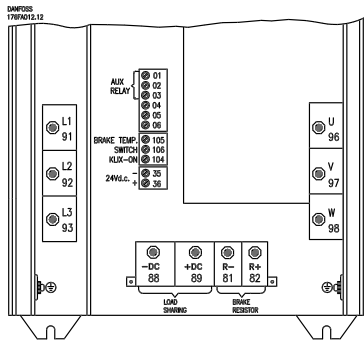 DANFOSS
176FA012.12
AUX
RELAY
01
02
03
04
05
06
BRAKE TEMP. 105
SWITCH 106
KLIX-ON 104
24Vd.c. - 35
+ 36
L1
91
L2
92
L3
93
U
96
V
97
W
98
-DC
88
+DC
89
R-
81
R+
82
LOAD
SHARING
BRAKE
RESISTOR